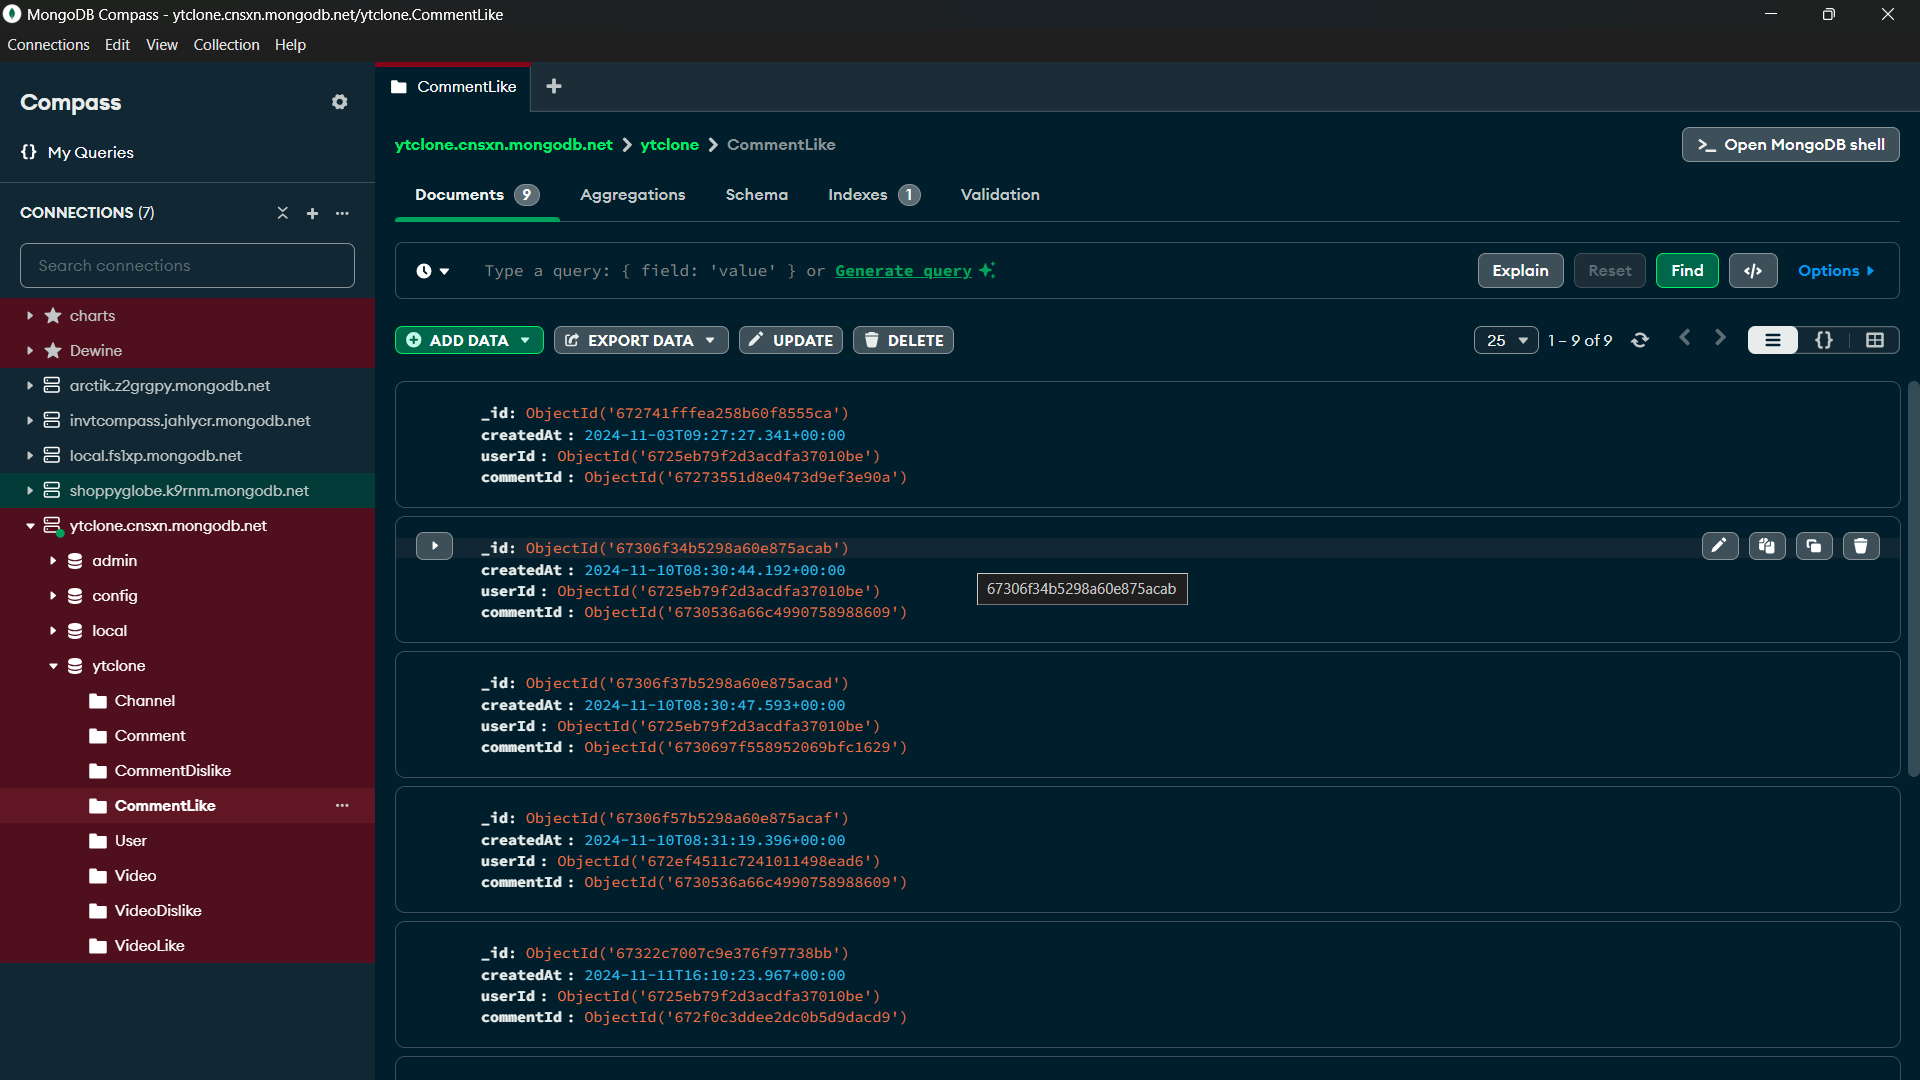 MongoDB Compass - ytclone.cnsxn.mongodb.net/ytclone.CommentLike
Connections Edit View Collection Help
Compass
{} My Queries
CONNECTIONS (7)
Search connections
charts
Dewine
arctik.z2grgpy.mongodb.net
invtcompass.jahlycr.mongodb.net
local.fs1xp.mongodb.net
shoppyglobe.k9rnm.mongodb.net
ytclone.cnsxn.mongodb.net
admin
config
local
ytclone
Channel
Comment
CommentDislike
CommentLike
User
Video
VideoDislike
VideoLike
CommentLike
ytclone.cnsxn.mongodb.net > ytclone > CommentLike
>_ Open MongoDB shell
Documents 9 Aggregations Schema Indexes 1 Validation
Type a query: { field: 'value' } or Generate query
Explain Reset Find </> Options
ADD DATA EXPORT DATA UPDATE DELETE
25 1 – 9 of 9 {}
_id: ObjectId('672741fffea258b60f8555ca')
createdAt : 2024-11-03T09:27:27.341+00:00
userId : ObjectId('6725eb79f2d3acdfa37010be')
commentId : ObjectId('67273551d8e0473d9ef3e90a')
_id: ObjectId('67306f34b5298a60e875acab')
createdAt : 2024-11-10T08:30:44.192+00:00
67306f34b5298a60e875acab
userId : ObjectId('6725eb79f2d3acdfa37010be')
commentId : ObjectId('6730536a66c4990758988609')
_id: ObjectId('67306f37b5298a60e875acad')
createdAt : 2024-11-10T08:30:47.593+00:00
userId : ObjectId('6725eb79f2d3acdfa37010be')
commentId : ObjectId('6730697f558952069bfc1629')
_id: ObjectId('67306f57b5298a60e875acaf')
createdAt : 2024-11-10T08:31:19.396+00:00
userId : ObjectId('672ef4511c7241011498ead6')
commentId : ObjectId('6730536a66c4990758988609')
_id: ObjectId('67322c7007c9e376f97738bb')
createdAt : 2024-11-11T16:10:23.967+00:00
userId : ObjectId('6725eb79f2d3acdfa37010be')
commentId : ObjectId('672f0c3ddee2dc0b5d9dacd9')